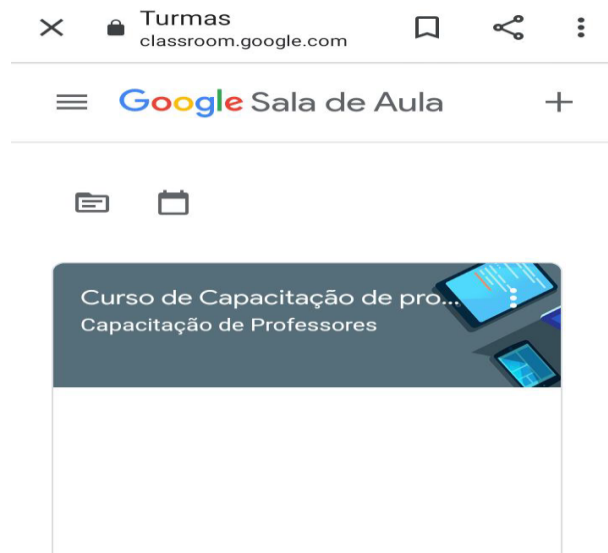 Turmas
classroom.google.com
Google Sala de Aula
Curso de Capacitação de pro...
Capacitação de Professores